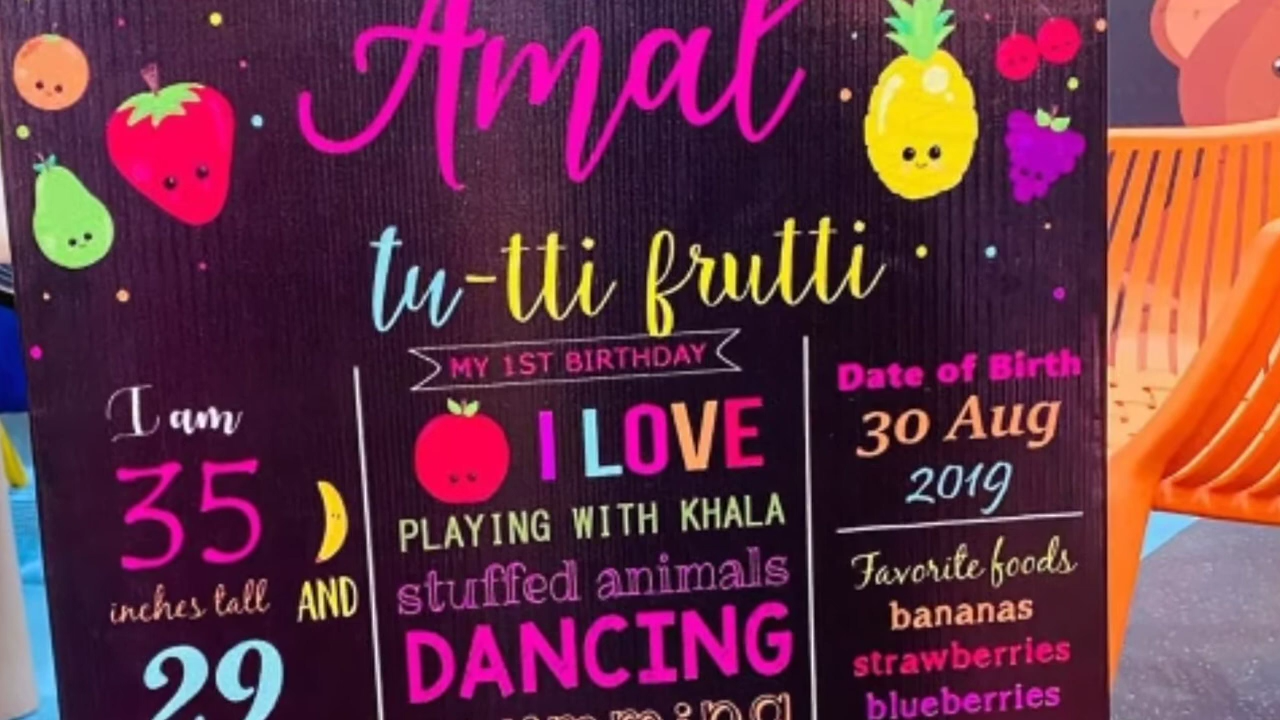 Amal
tu-tti frutti
MY 1ST BIRTHDAY
I am
35
inches tall
AND
29
I LOVE
PLAYING WITH KHALA
stuffed animals
DANCING
Date of Birth
30 Aug
2019
Favorite foods
bananas
strawberries
blueberries